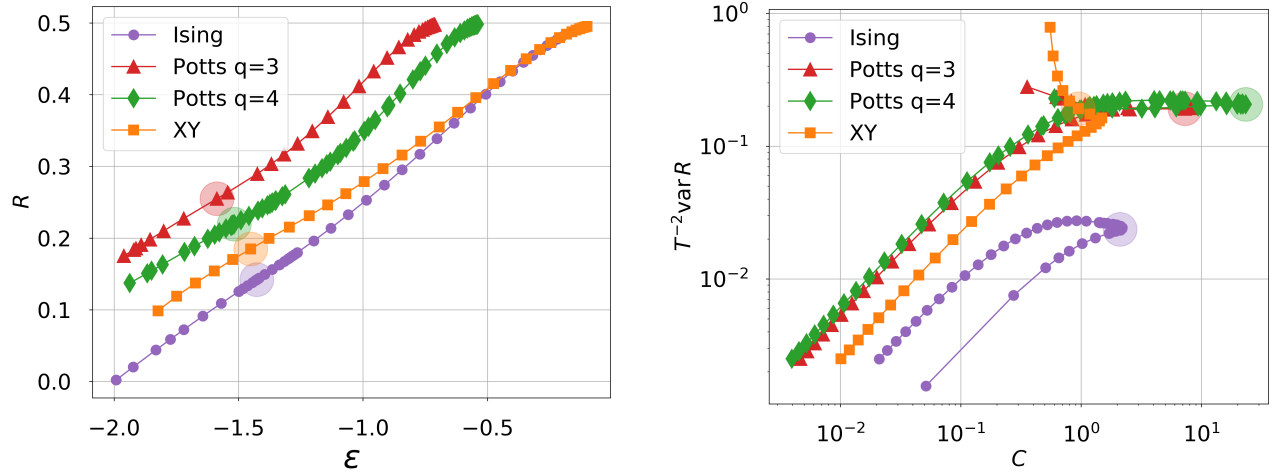 0.5
0.4
0.3
0.2
0.1
0.0
R
Ising
Potts q=3
Potts q=4
XY
−2.0 −1.5 −1.0 −0.5
ε
10⁰
10⁻¹
10⁻²
T⁻² var R
Ising
Potts q=3
Potts q=4
XY
10⁻² 10⁻¹ 10⁰ 10¹
C